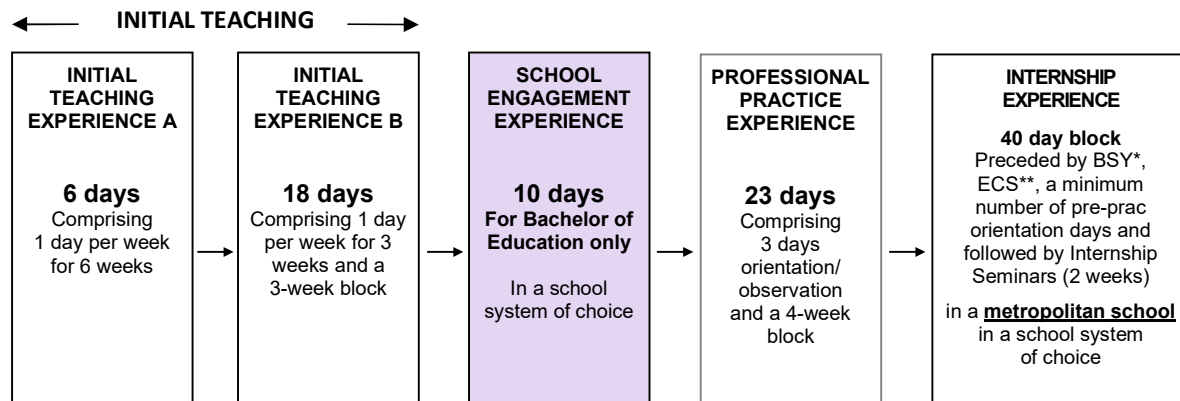 INITIAL TEACHING
INITIAL
TEACHING
EXPERIENCE A
6 days
Comprising
1 day per week
for 6 weeks
INITIAL
TEACHING
EXPERIENCE B
18 days
Comprising 1 day
per week for 3
weeks and a
3-week block
SCHOOL
ENGAGEMENT
EXPERIENCE
10 days
For Bachelor of
Education only
In a school
system of choice
PROFESSIONAL
PRACTICE
EXPERIENCE
23 days
Comprising
3 days
orientation/
observation
and a 4-week
block
INTERNSHIP
EXPERIENCE
40 day block
Preceded by BSY*,
ECS**, a minimum
number of pre-prac
orientation days and
followed by Internship
Seminars (2 weeks)
in a metropolitan school
in a school system
of choice